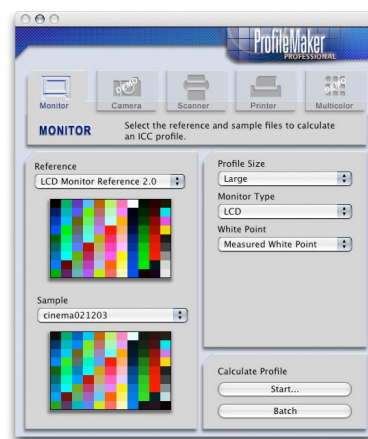 ProfileMaker
PROFESSIONAL
Monitor
DEMO
Camera
Scanner
Printer
DEMO
Multicolor
MONITOR
Select the reference and sample files to calculate
an ICC profile.
Reference
LCD Monitor Reference 2.0
Sample
cinema021203
Profile Size
Large
Monitor Type
LCD
White Point
Measured White Point
Calculate Profile
Start...
Batch